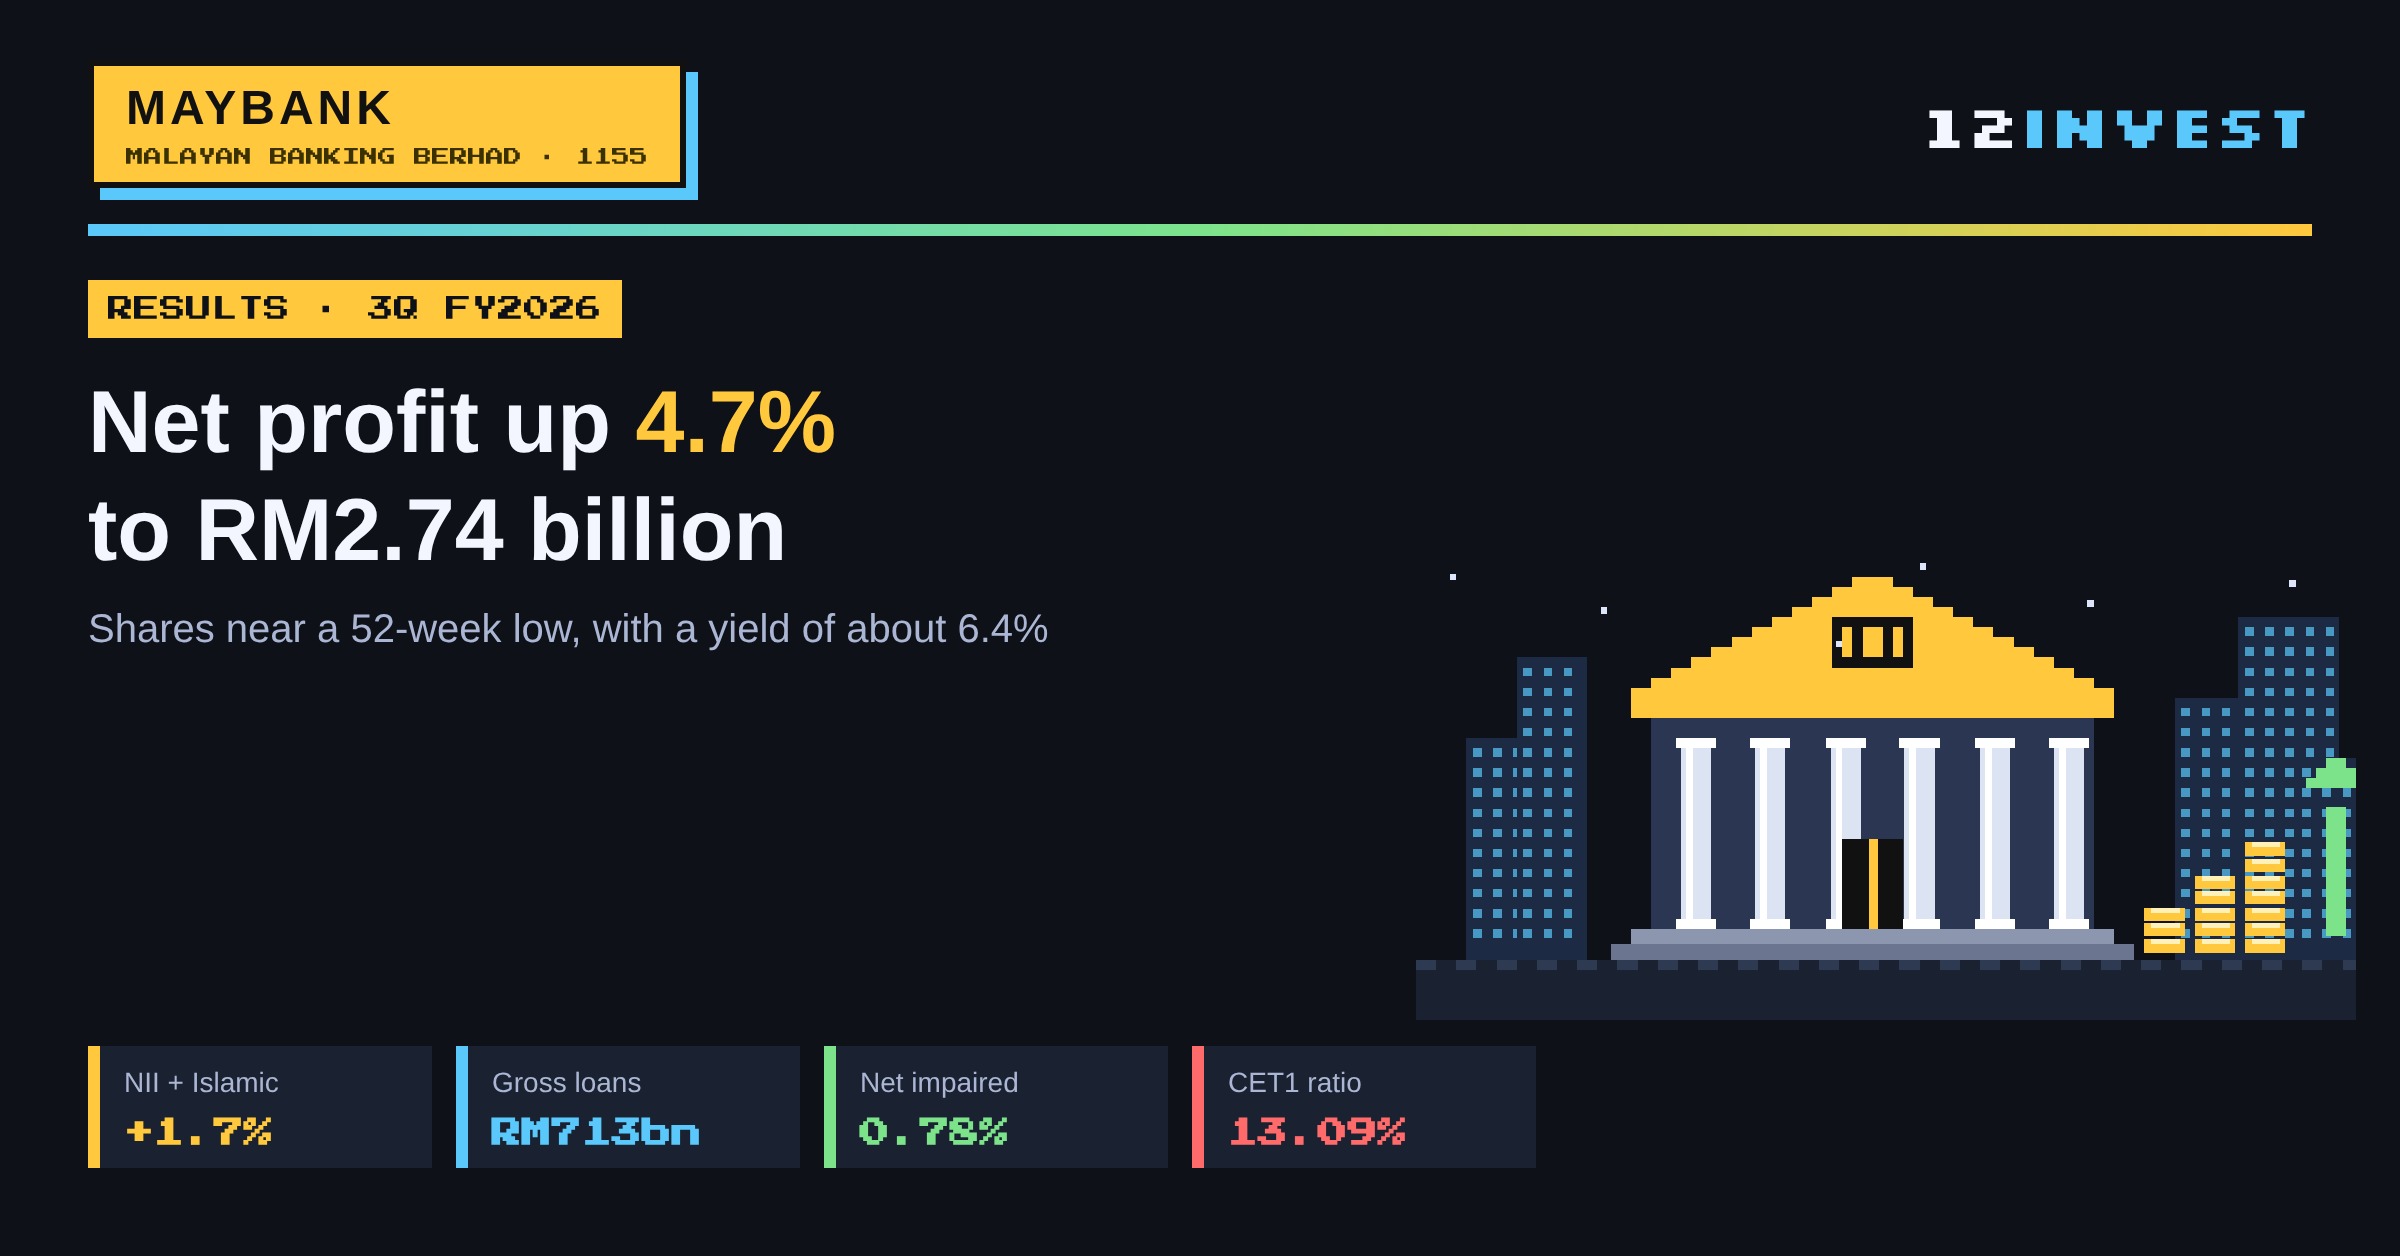 MAYBANK
MALAYAN BANKING BERHAD · 1155
12INVEST
RESULTS · 3Q FY2026
Net profit up 4.7%
to RM2.74 billion
Shares near a 52-week low, with a yield of about 6.4%
NII + Islamic
+1.7%
Gross loans
RM713bn
Net impaired
0.78%
CET1 ratio
13.09%